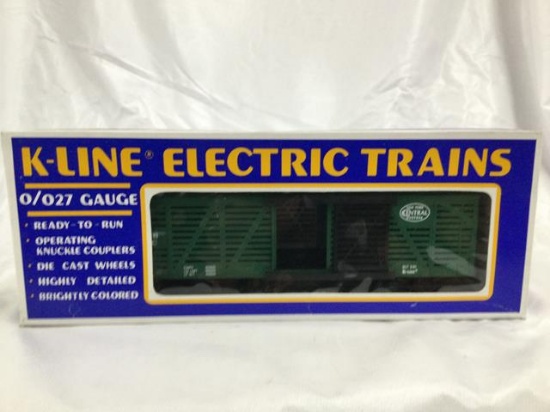 K-LINE® ELECTRIC TRAINS
O/027 GAUGE
• READY-TO-RUN
• OPERATING
KNUCKLE COUPLERS
• DIE CAST WHEELS
• HIGHLY DETAILED
• BRIGHTLY COLORED
NEW YORK
CENTRAL
SYSTEM